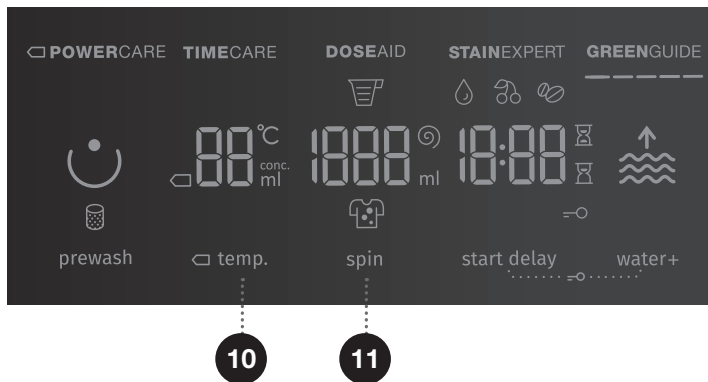 POWERCARE TIMECARE DOSEAID STAINEXPERT GREENGUIDE
88 °C conc. ml 1888 ml 18:88
prewash temp. spin start delay water+
10 11